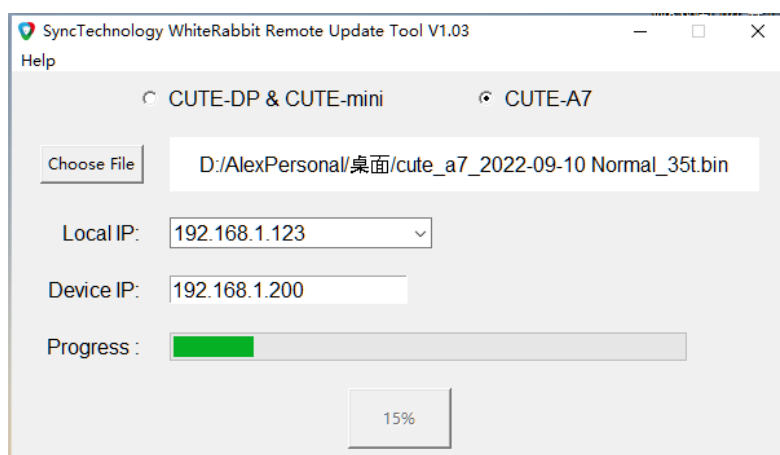 SyncTechnology WhiteRabbit Remote Update Tool V1.03
Help
CUTE-DP & CUTE-mini CUTE-A7
Choose File D:/AlexPersonal/桌面/cute_a7_2022-09-10 Normal_35t.bin
Local IP: 192.168.1.123
Device IP: 192.168.1.200
Progress :
15%